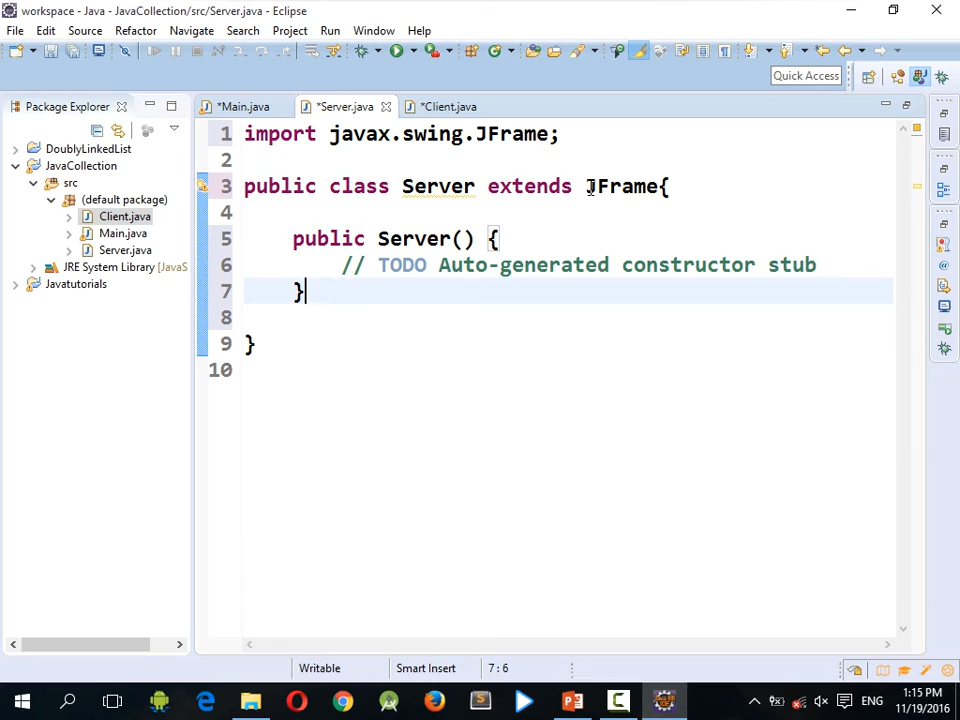 workspace - Java - JavaCollection/src/Server.java - Eclipse
File Edit Source Refactor Navigate Search Project Run Window Help
Quick Access
Package Explorer
*Main.java
*Server.java
*Client.java
DoublyLinkedList
JavaCollection
src
(default package)
Client.java
Main.java
Server.java
JRE System Library [JavaS
Javatutorials
1 import javax.swing.JFrame;
2
3 public class Server extends JFrame{
4
5 public Server() {
6 // TODO Auto-generated constructor stub
7 }
8
9 }
10
Writable
Smart Insert
7 : 6
ENG
1:15 PM
11/19/2016